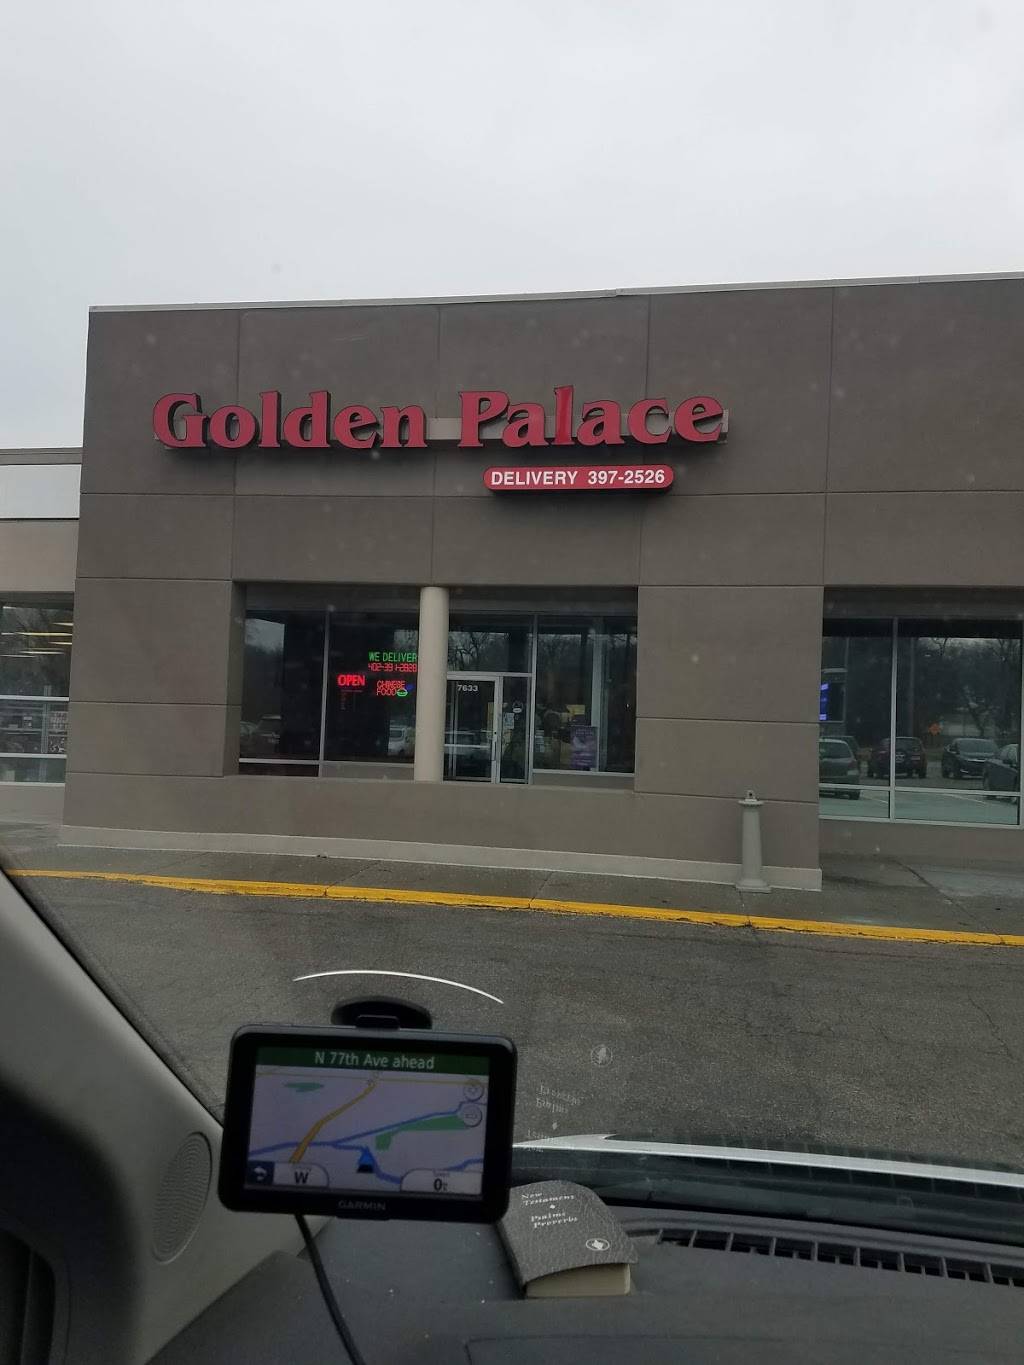 Golden Palace
DELIVERY 397-2526
WE DELIVER
OPEN
CHINESE
FOOD
7633
N 77th Ave ahead
W
0
GARMIN
New
Testament
Psalms
Proverbs